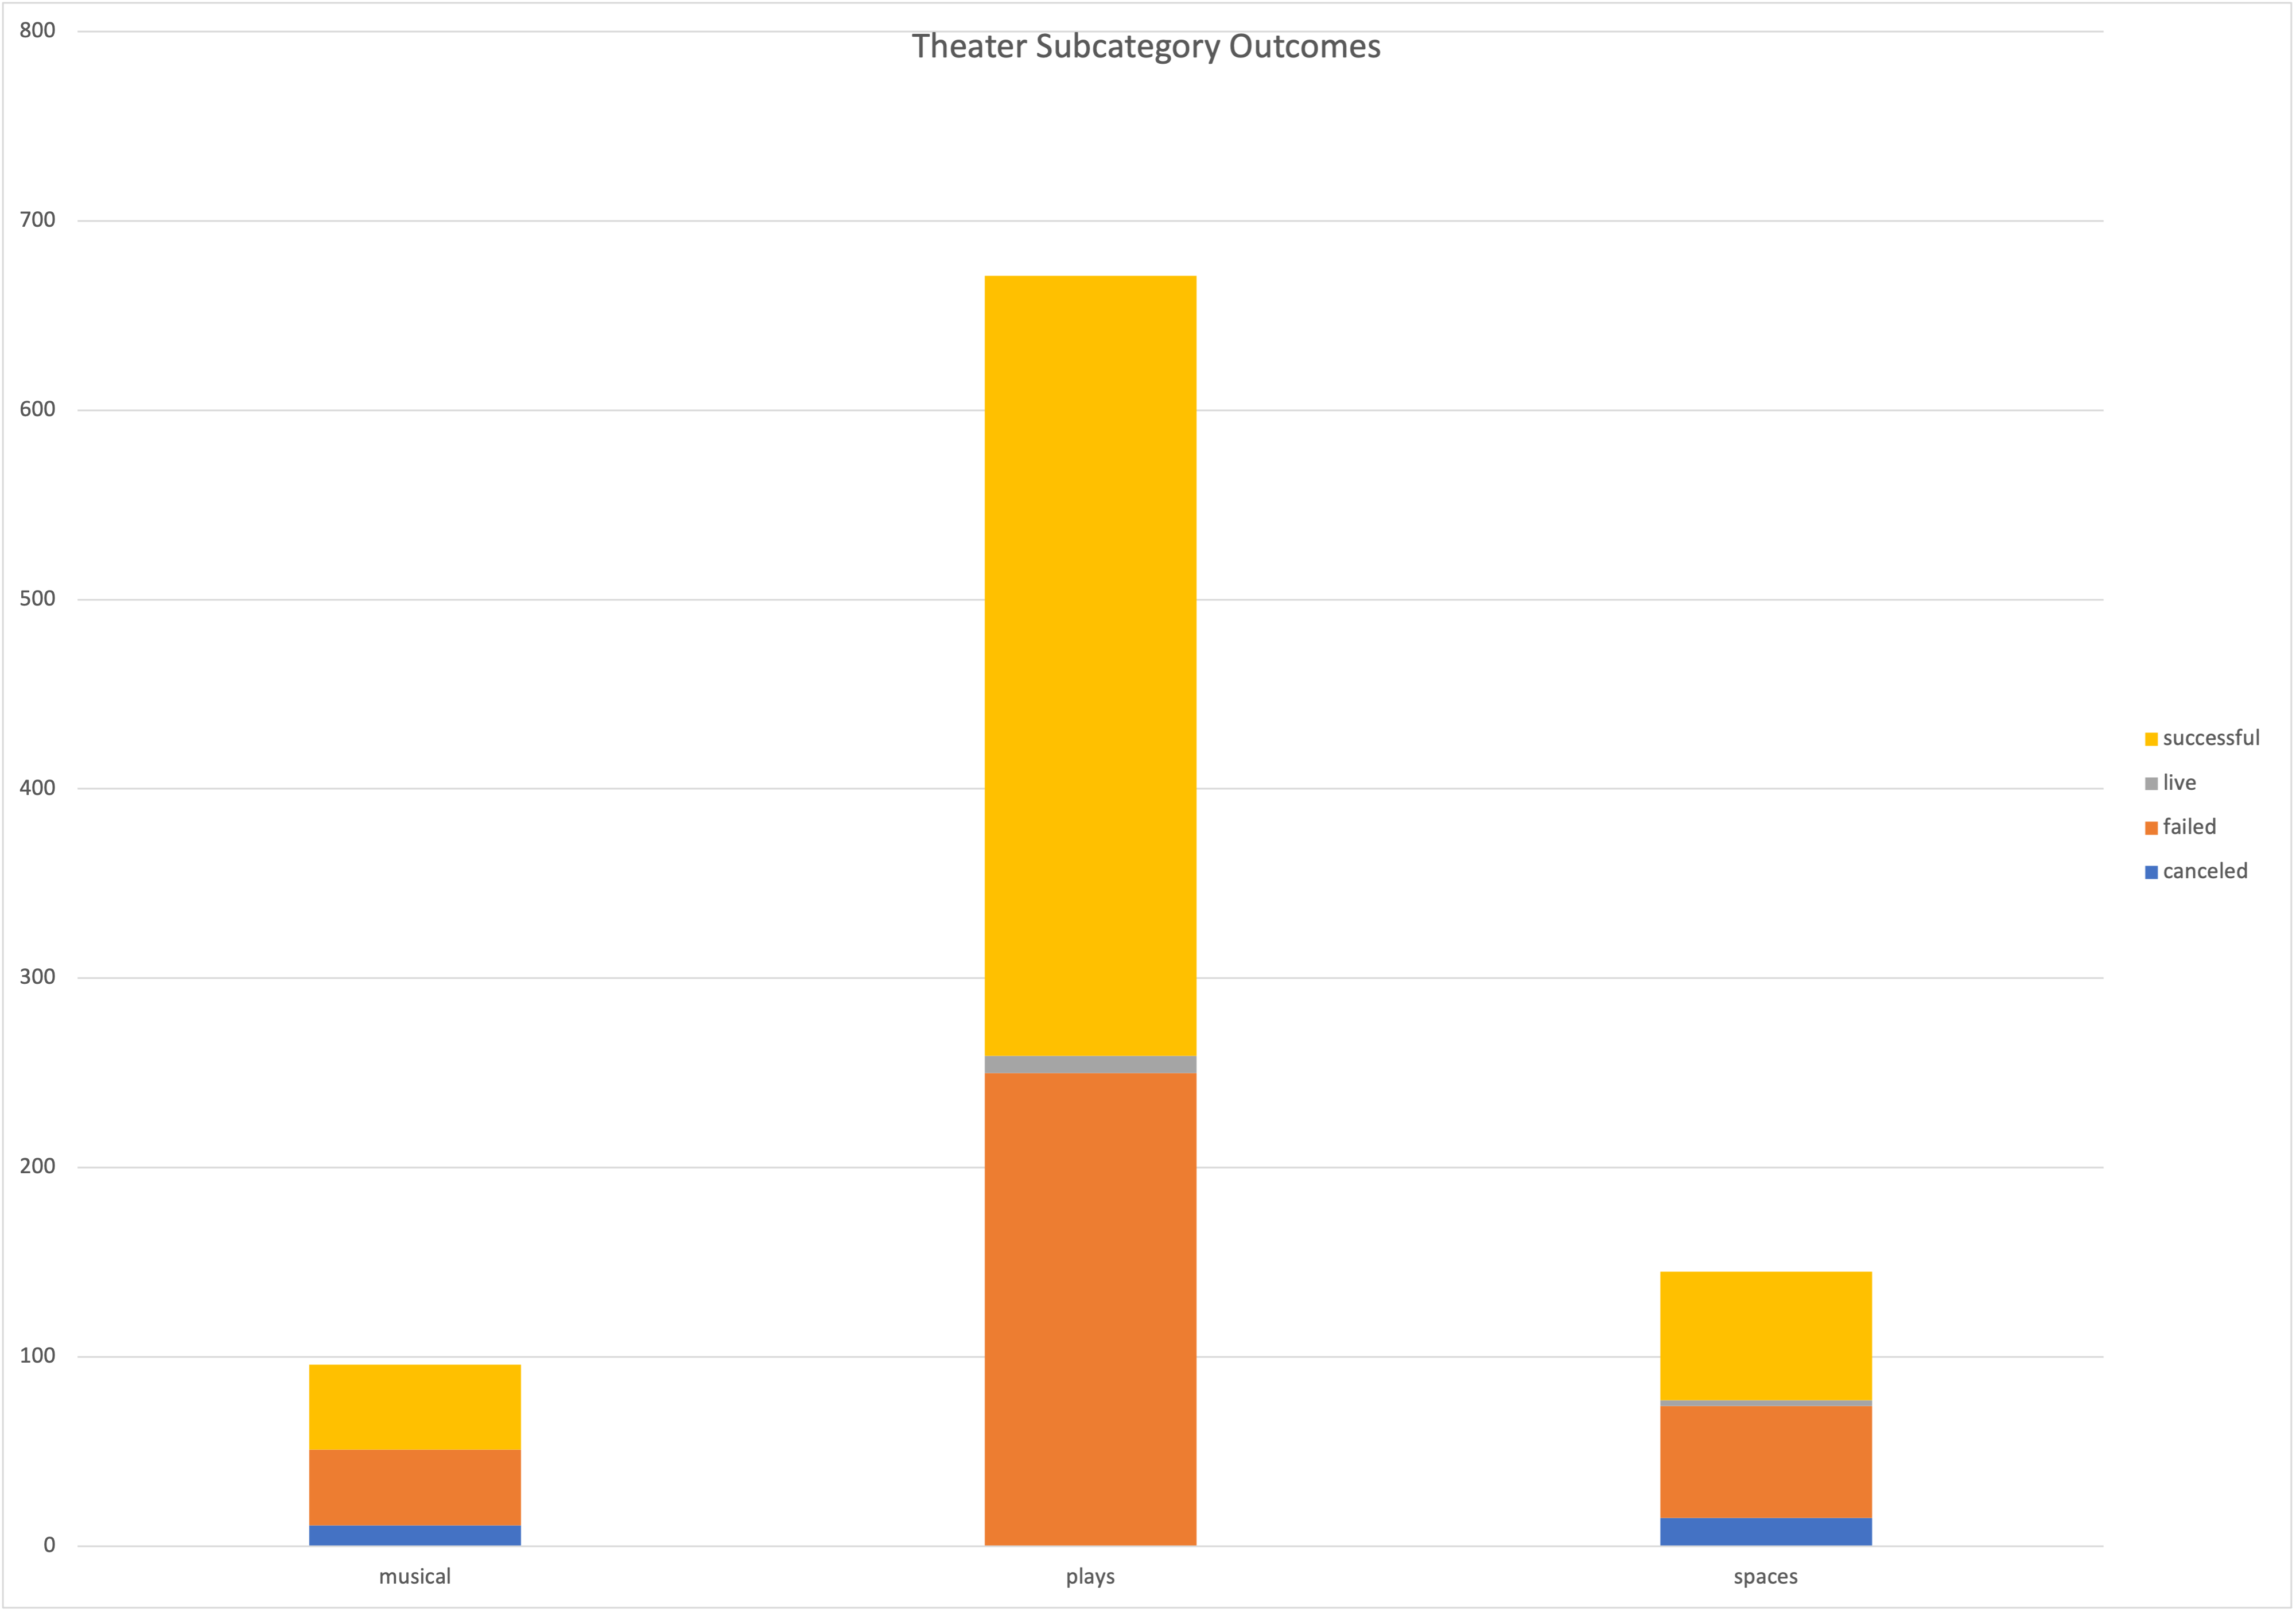 Theater Subcategory Outcomes
800
700
600
500
400
300
200
100
0
musical
plays
spaces
successful
live
failed
canceled